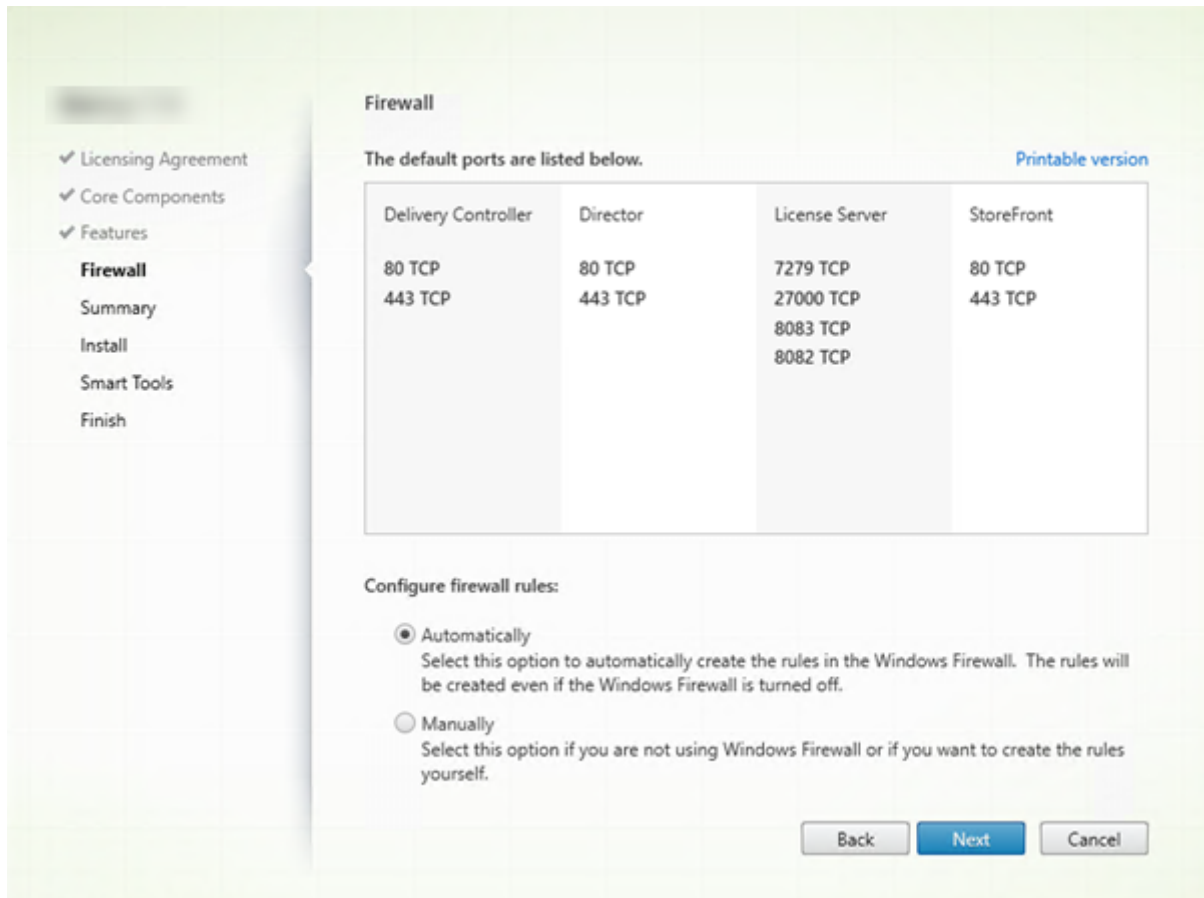 Firewall
✔ Licensing Agreement
✔ Core Components
✔ Features
Firewall
Summary
Install
Smart Tools
Finish
The default ports are listed below.
Printable version
Delivery Controller
80 TCP
443 TCP
Director
80 TCP
443 TCP
License Server
7279 TCP
27000 TCP
8083 TCP
8082 TCP
StoreFront
80 TCP
443 TCP
Configure firewall rules:
Automatically
Select this option to automatically create the rules in the Windows Firewall. The rules will
be created even if the Windows Firewall is turned off.
Manually
Select this option if you are not using Windows Firewall or if you want to create the rules
yourself.
Back
Next
Cancel